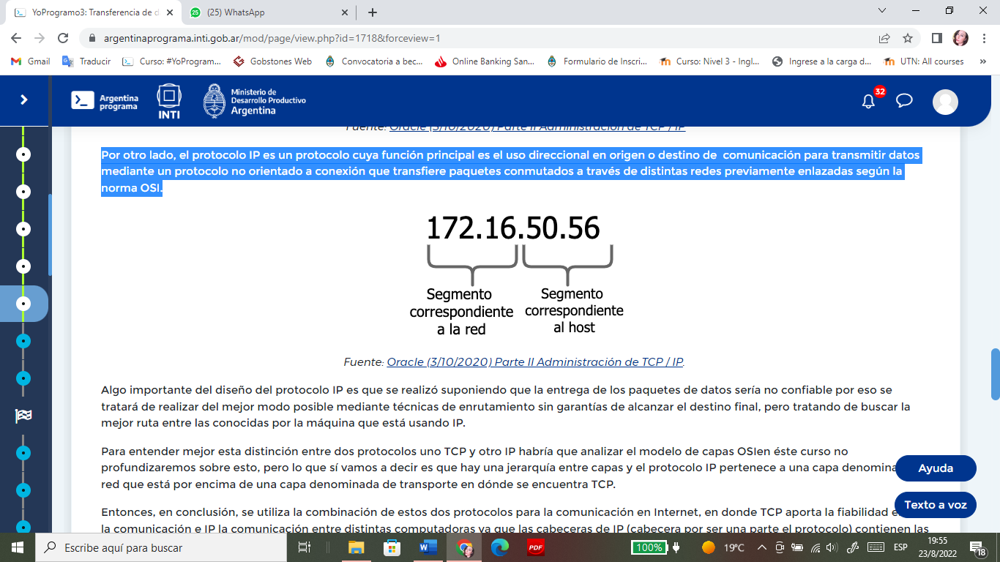 YoProgramo3: Transferencia de d
(25) WhatsApp
argentinaprograma.inti.gob.ar/mod/page/view.php?id=1718&forceview=1
Gmail Traducir Curso: #YoProgram... Gobstones Web Convocatoria a bec... Online Banking San... Formulario de Inscri... Curso: Nivel 3 - Ingl... Ingrese a la carga d... UTN: All courses »
Argentina
programa
INTI
Ministerio de
Desarrollo Productivo
Argentina
32
Fuente: Oracle (3/10/2020) Parte II Administración de TCP / IP
Por otro lado, el protocolo IP es un protocolo cuya función principal es el uso direccional en origen o destino de comunicación para transmitir datos
mediante un protocolo no orientado a conexión que transfiere paquetes conmutados a través de distintas redes previamente enlazadas según la
norma OSI.
172.16.50.56
Segmento
correspondiente
a la red
Segmento
correspondiente
al host
Fuente: Oracle (3/10/2020) Parte II Administración de TCP / IP.
Algo importante del diseño del protocolo IP es que se realizó suponiendo que la entrega de los paquetes de datos sería no confiable por eso se
tratará de realizar del mejor modo posible mediante técnicas de enrutamiento sin garantías de alcanzar el destino final, pero tratando de buscar la
mejor ruta entre las conocidas por la máquina que está usando IP.
Para entender mejor esta distinción entre dos protocolos uno TCP y otro IP habría que analizar el modelo de capas OSIen éste curso no
profundizaremos sobre esto, pero lo que sí vamos a decir es que hay una jerarquía entre capas y el protocolo IP pertenece a una capa denomina
red que está por encima de una capa denominada de transporte en dónde se encuentra TCP.
Entonces, en conclusión, se utiliza la combinación de estos dos protocolos para la comunicación en Internet, en donde TCP aporta la fiabilidad e
la comunicación e IP la comunicación entre distintas computadoras ya que las cabeceras de IP (cabecera por ser una parte el protocolo) contienen las
Ayuda
Texto a voz
Escribe aquí para buscar
PDF
100%
19°C
ESP
19:55
23/8/2022
18